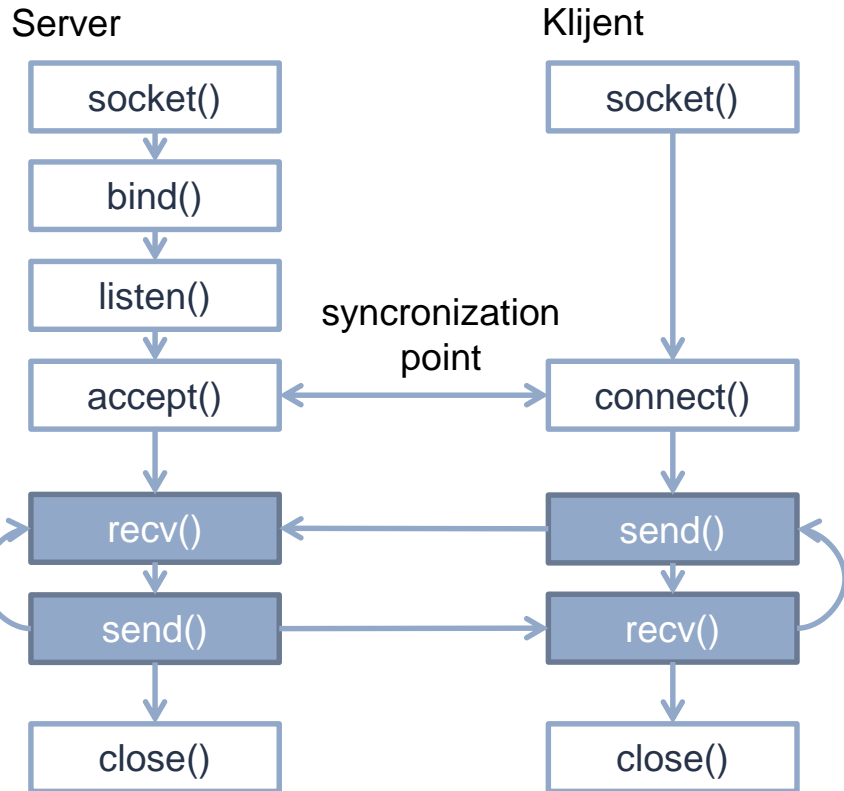 Server
Klijent
socket()
socket()
bind()
listen()
syncronization
point
accept()
connect()
recv()
send()
send()
recv()
close()
close()